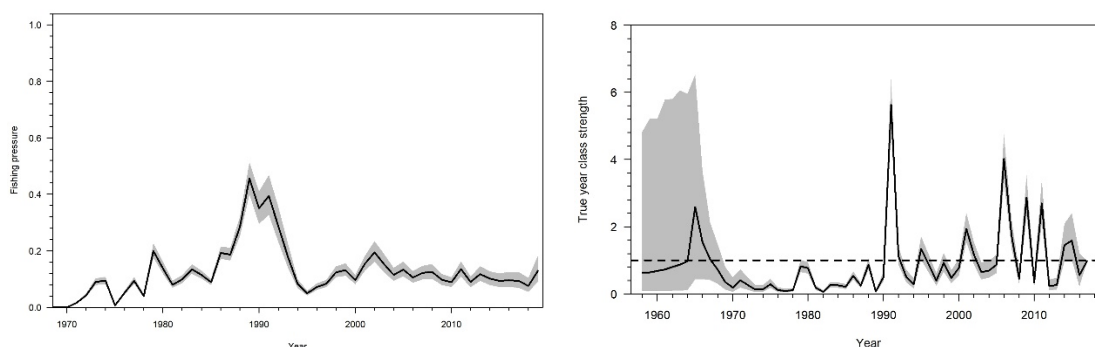 Fishing pressure
1.0
0.8
0.6
0.4
0.2
0.0
1970 1980 1990 2000 2010
Year
True year class strength
8
6
4
2
0
1960 1970 1980 1990 2000 2010
Year